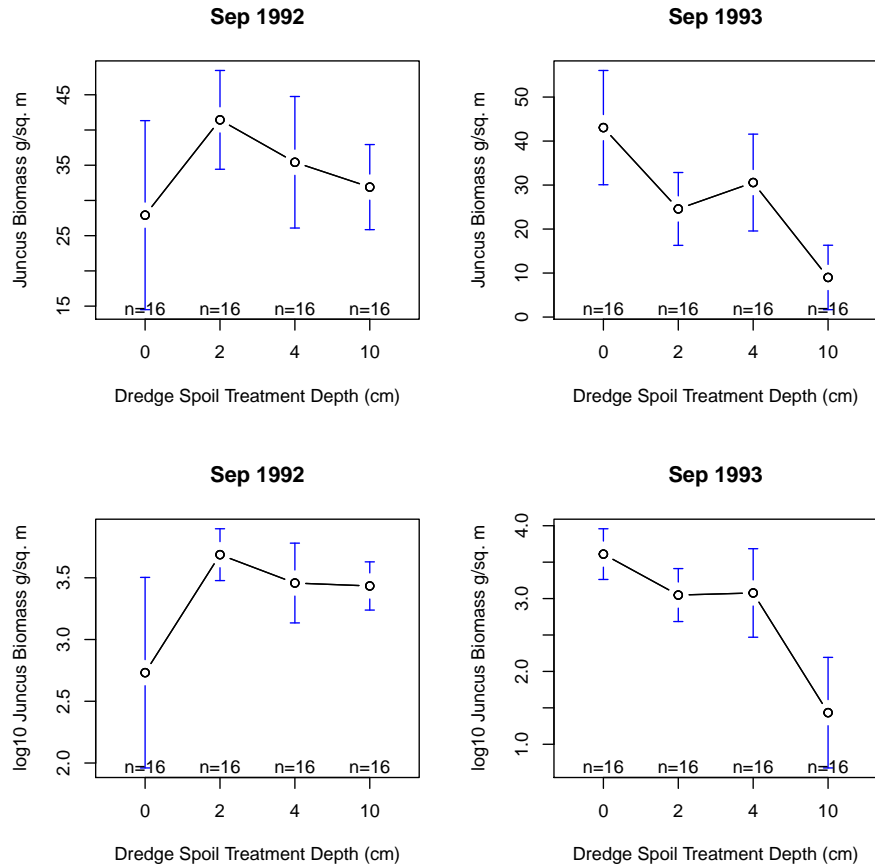 Sep 1992
Juncus Biomass g/sq. m
15 25 35 45
n=16 n=16 n=16 n=16
0 2 4 10
Dredge Spoil Treatment Depth (cm)
Sep 1993
Juncus Biomass g/sq. m
0 10 20 30 40 50
n=16 n=16 n=16 n=16
0 2 4 10
Dredge Spoil Treatment Depth (cm)
Sep 1992
log10 Juncus Biomass g/sq. m
2.0 2.5 3.0 3.5
n=16 n=16 n=16 n=16
0 2 4 10
Dredge Spoil Treatment Depth (cm)
Sep 1993
log10 Juncus Biomass g/sq. m
1.0 2.0 3.0 4.0
n=16 n=16 n=16 n=16
0 2 4 10
Dredge Spoil Treatment Depth (cm)